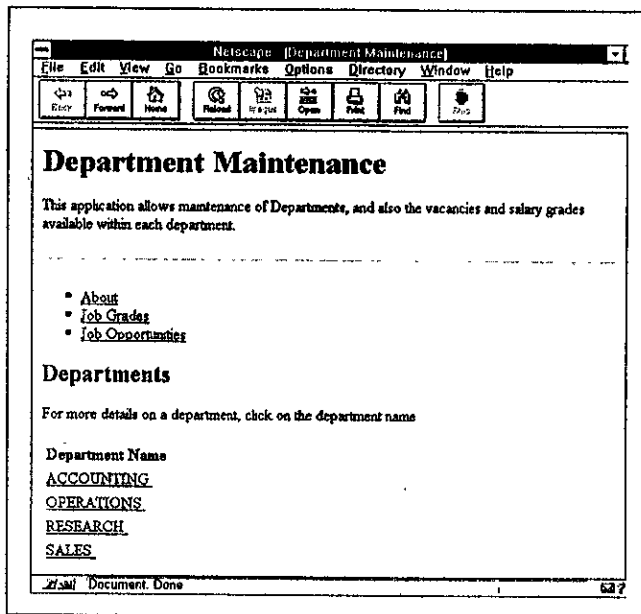 Netscape [Department Maintenance]
File Edit View Go Bookmarks Options Directory Window Help
Back Forward Home Reload Images Open Print Find Stop
Department Maintenance
This application allows maintenance of Departments, and also the vacancies and salary grades
available within each department.
About
Job Grades
Job Opportunities
Departments
For more details on a department, click on the department name
Department Name
ACCOUNTING
OPERATIONS
RESEARCH
SALES
Document: Done